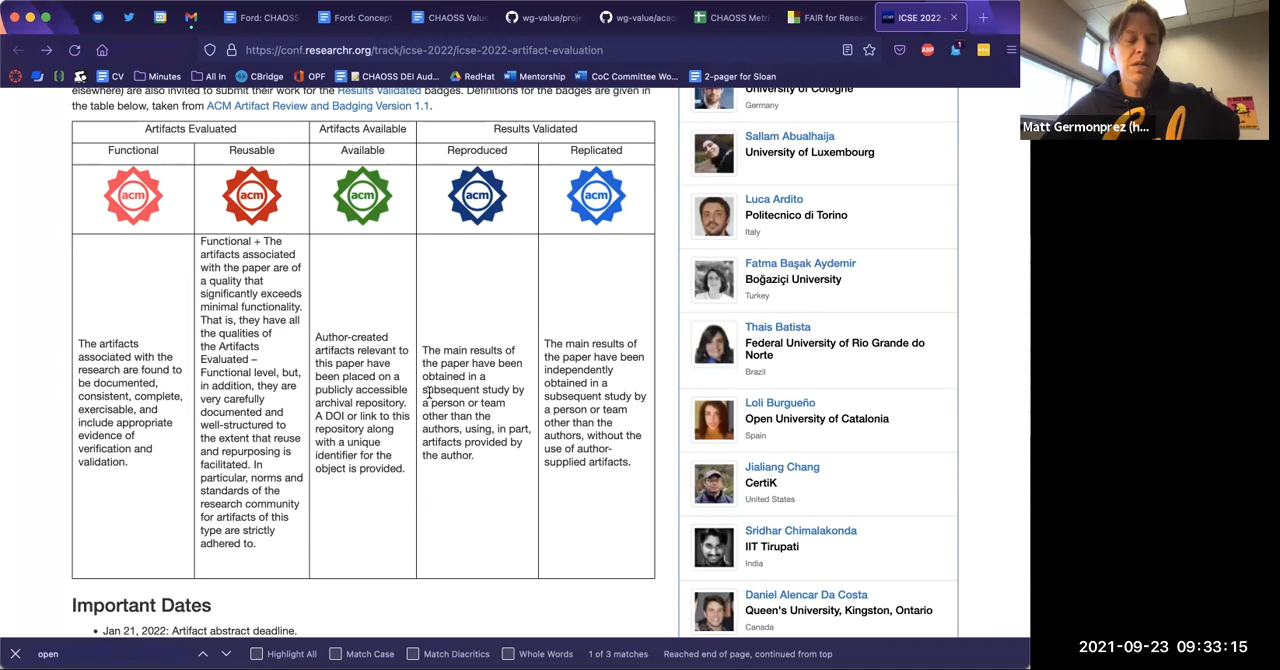 Ford: CHAOSS
Ford: Concept
CHAOSS Valu
wg-value/proje
wg-value/acad
CHAOSS Metri
FAIR for Resea
ICSE 2022 -
https://conf.researchr.org/track/icse-2022/icse-2022-artifact-evaluation
CV
Minutes
All In
CBridge
OPF
CHAOSS DEI Aud...
RedHat
Mentorship
CoC Committee Wo...
2-pager for Sloan
elsewhere) are also invited to submit their work for the Results Validated badges. Definitions for the badges are given in
the table below, taken from ACM Artifact Review and Badging Version 1.1.
Artifacts Evaluated
Artifacts Available
Results Validated
Functional
Reusable
Available
Reproduced
Replicated
acm
acm
acm
acm
acm
The artifacts
associated with the
research are found to
be documented,
consistent, complete,
exercisable, and
include appropriate
evidence of
verification and
validation.
Functional + The
artifacts associated
with the paper are of
a quality that
significantly exceeds
minimal functionality.
That is, they have all
the qualities of
the Artifacts
Evaluated –
Functional level, but,
in addition, they are
very carefully
documented and
well-structured to
the extent that reuse
and repurposing is
facilitated. In
particular, norms and
standards of the
research community
for artifacts of this
type are strictly
adhered to.
Author-created
artifacts relevant to
this paper have
been placed on a
publicly accessible
archival repository.
A DOI or link to this
repository along
with a unique
identifier for the
object is provided.
The main results of
the paper have been
obtained in a
subsequent study by
a person or team
other than the
authors, using, in part,
artifacts provided by
the author.
The main results of
the paper have been
independently
obtained in a
subsequent study by
a person or team
other than the
authors, without the
use of author-
supplied artifacts.
Important Dates
• Jan 21, 2022: Artifact abstract deadline.
University of Cologne
Germany
Sallam Abualhaija
University of Luxembourg
Luca Ardito
Politecnico di Torino
Italy
Fatma Başak Aydemir
Boğaziçi University
Turkey
Thais Batista
Federal University of Rio Grande do
Norte
Brazil
Loli Burgueño
Open University of Catalonia
Spain
Jialiang Chang
CertiK
United States
Sridhar Chimalakonda
IIT Tirupati
India
Daniel Alencar Da Costa
Queen's University, Kingston, Ontario
Canada
open
Highlight All
Match Case
Match Diacritics
Whole Words
1 of 3 matches
Reached end of page, continued from top
Matt Germonprez (h...
2021-09-23 09:33:15